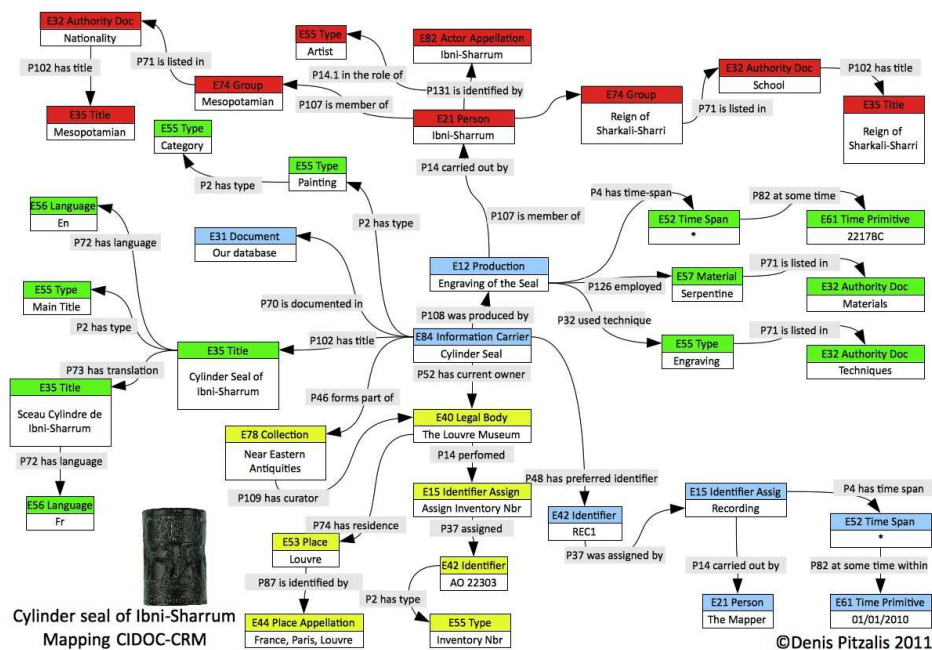 E32 Authority Doc
Nationality
P71 is listed in
P102 has title
E35 Title
Mesopotamian
E74 Group
Mesopotamian
P107 is member of
E55 Type
Artist
P14.1 in the role of
E82 Actor Appellation
Ibni-Sharrum
P131 is identified by
E21 Person
Ibni-Sharrum
E74 Group
Reign of
Sharkali-Sharri
P71 is listed in
E32 Authority Doc
School
P102 has title
E35 Title
Reign of
Sharkali-Sharri
P14 carried out by
P107 is member of
E55 Type
Category
P2 has type
E55 Type
Painting
P2 has type
E56 Language
En
P72 has language
E31 Document
Our database
P70 is documented in
E12 Production
Engraving of the Seal
P4 has time-span
E52 Time Span
*
P82 at some time
E61 Time Primitive
2217BC
P126 employed
E57 Material
Serpentine
P71 is listed in
E32 Authority Doc
Materials
P32 used technique
E55 Type
Engraving
P71 is listed in
E32 Authority Doc
Techniques
P108 was produced by
E84 Information Carrier
Cylinder Seal
E55 Type
Main Title
P2 has type
P102 has title
E35 Title
Cylinder Seal of
Ibni-Sharrum
P73 has translation
E35 Title
Sceau Cylindre de
Ibni-Sharrum
P72 has language
E56 Language
Fr
P46 forms part of
E78 Collection
Near Eastern
Antiquities
P109 has curator
P52 has current owner
E40 Legal Body
The Louvre Museum
P14 perfomed
E15 Identifier Assign
Assign Inventory Nbr
P37 assigned
E42 Identifier
AO 22303
P2 has type
E55 Type
Inventory Nbr
P74 has residence
E53 Place
Louvre
P87 is identified by
E44 Place Appellation
France, Paris, Louvre
P48 has preferred identifier
E42 Identifier
REC1
P37 was assigned by
E15 Identifier Assig
Recording
P4 has time span
E52 Time Span
*
P82 at some time within
E61 Time Primitive
01/01/2010
P14 carried out by
E21 Person
The Mapper
Cylinder seal of Ibni-Sharrum
Mapping CIDOC-CRM
©Denis Pitzalis 2011